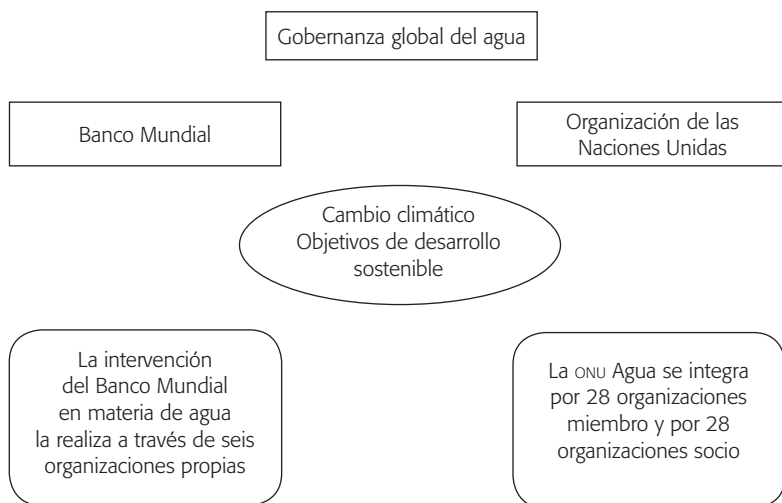 Gobernanza global del agua
Banco Mundial
Organización de las
Naciones Unidas
Cambio climático
Objetivos de desarrollo
sostenible
La intervención
del Banco Mundial
en materia de agua
la realiza a través de seis
organizaciones propias
La ONU Agua se integra
por 28 organizaciones
miembro y por 28
organizaciones socio